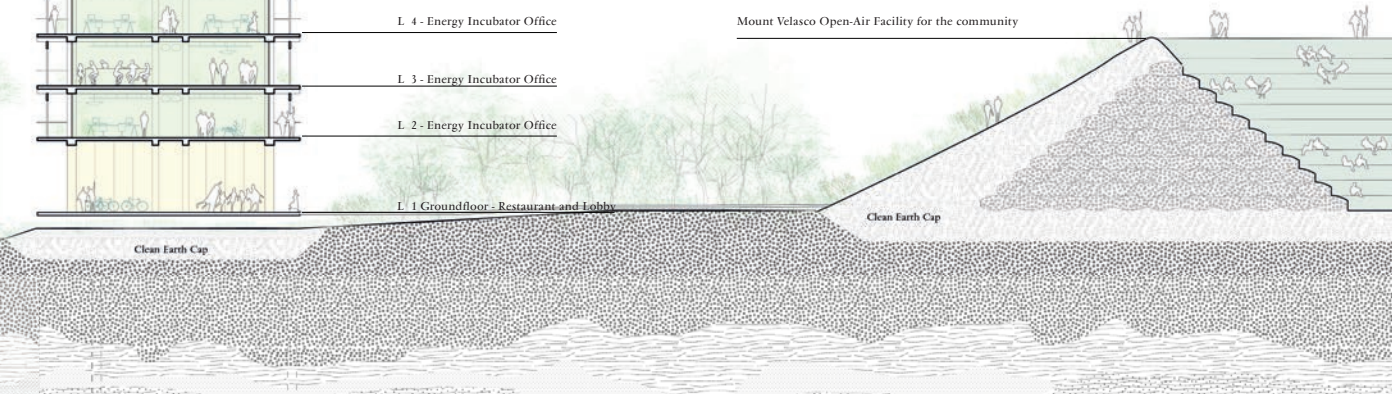 L 4 - Energy Incubator Office
Mount Velasco Open-Air Facility for the community
L 3 - Energy Incubator Office
L 2 - Energy Incubator Office
L 1 Groundfloor - Restaurant and Lobby
Clean Earth Cap
Clean Earth Cap